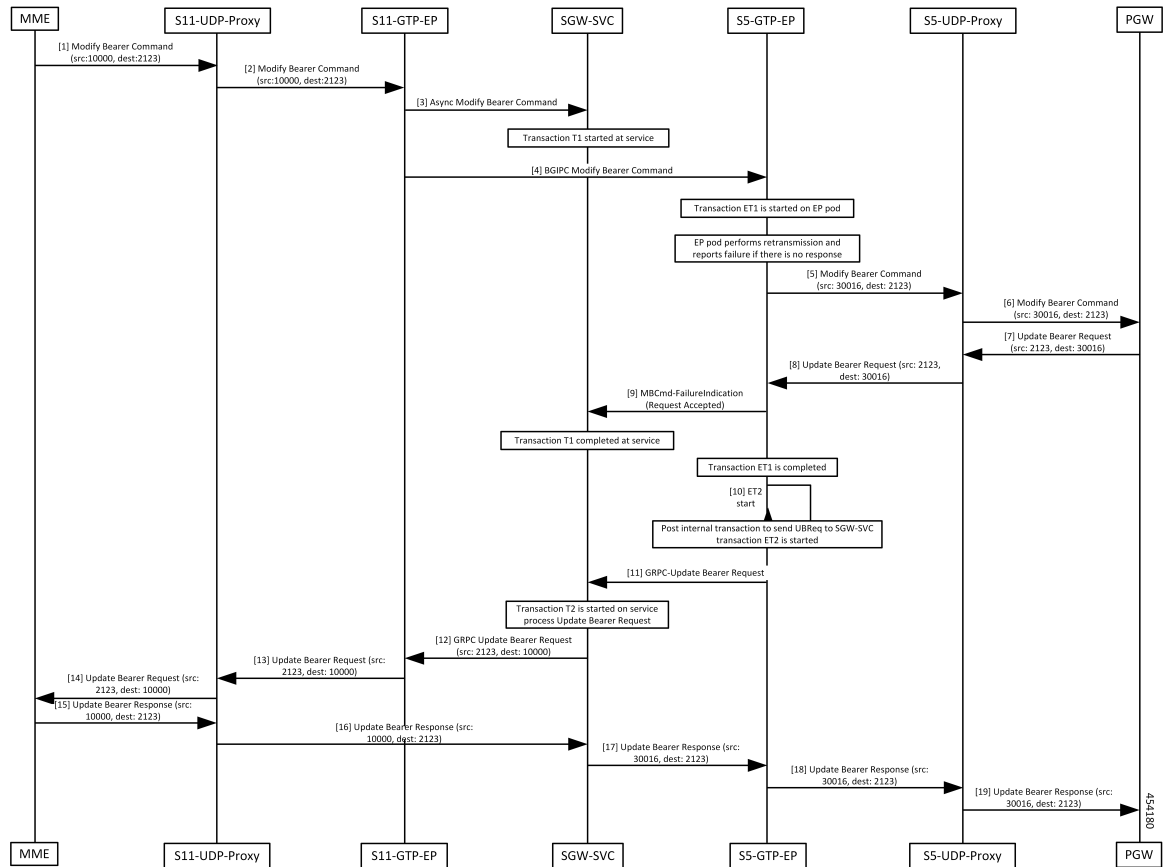 MME
S11-UDP-Proxy
S11-GTP-EP
SGW-SVC
S5-GTP-EP
S5-UDP-Proxy
PGW
[1] Modify Bearer Command
(src:10000, dest:2123)
[2] Modify Bearer Command
(src:10000, dest:2123)
[3] Async Modify Bearer Command
Transaction T1 started at service
[4] BGIPC Modify Bearer Command
Transaction ET1 is started on EP pod
EP pod performs retransmission and
reports failure if there is no response
[5] Modify Bearer Command
(src: 30016, dest: 2123)
[6] Modify Bearer Command
(src: 30016, dest: 2123)
[7] Update Bearer Request
(src: 2123, dest: 30016)
[8] Update Bearer Request (src: 2123,
dest: 30016)
[9] MBCmd-FailureIndication
(Request Accepted)
Transaction T1 completed at service
Transaction ET1 is completed
[10] ET2
start
Post internal transaction to send UBReq to SGW-SVC
transaction ET2 is started
[11] GRPC-Update Bearer Request
Transaction T2 is started on service
process Update Bearer Request
[12] GRPC Update Bearer Request
(src: 2123, dest: 10000)
[13] Update Bearer Request (src:
2123, dest: 10000)
[14] Update Bearer Request (src:
2123, dest: 10000)
[15] Update Bearer Response (src:
10000, dest: 2123)
[16] Update Bearer Response (src:
10000, dest: 2123)
[17] Update Bearer Response (src:
30016, dest: 2123)
[18] Update Bearer Response (src:
30016, dest: 2123)
[19] Update Bearer Response (src:
30016, dest: 2123)
454180
MME
S11-UDP-Proxy
S11-GTP-EP
SGW-SVC
S5-GTP-EP
S5-UDP-Proxy
PGW